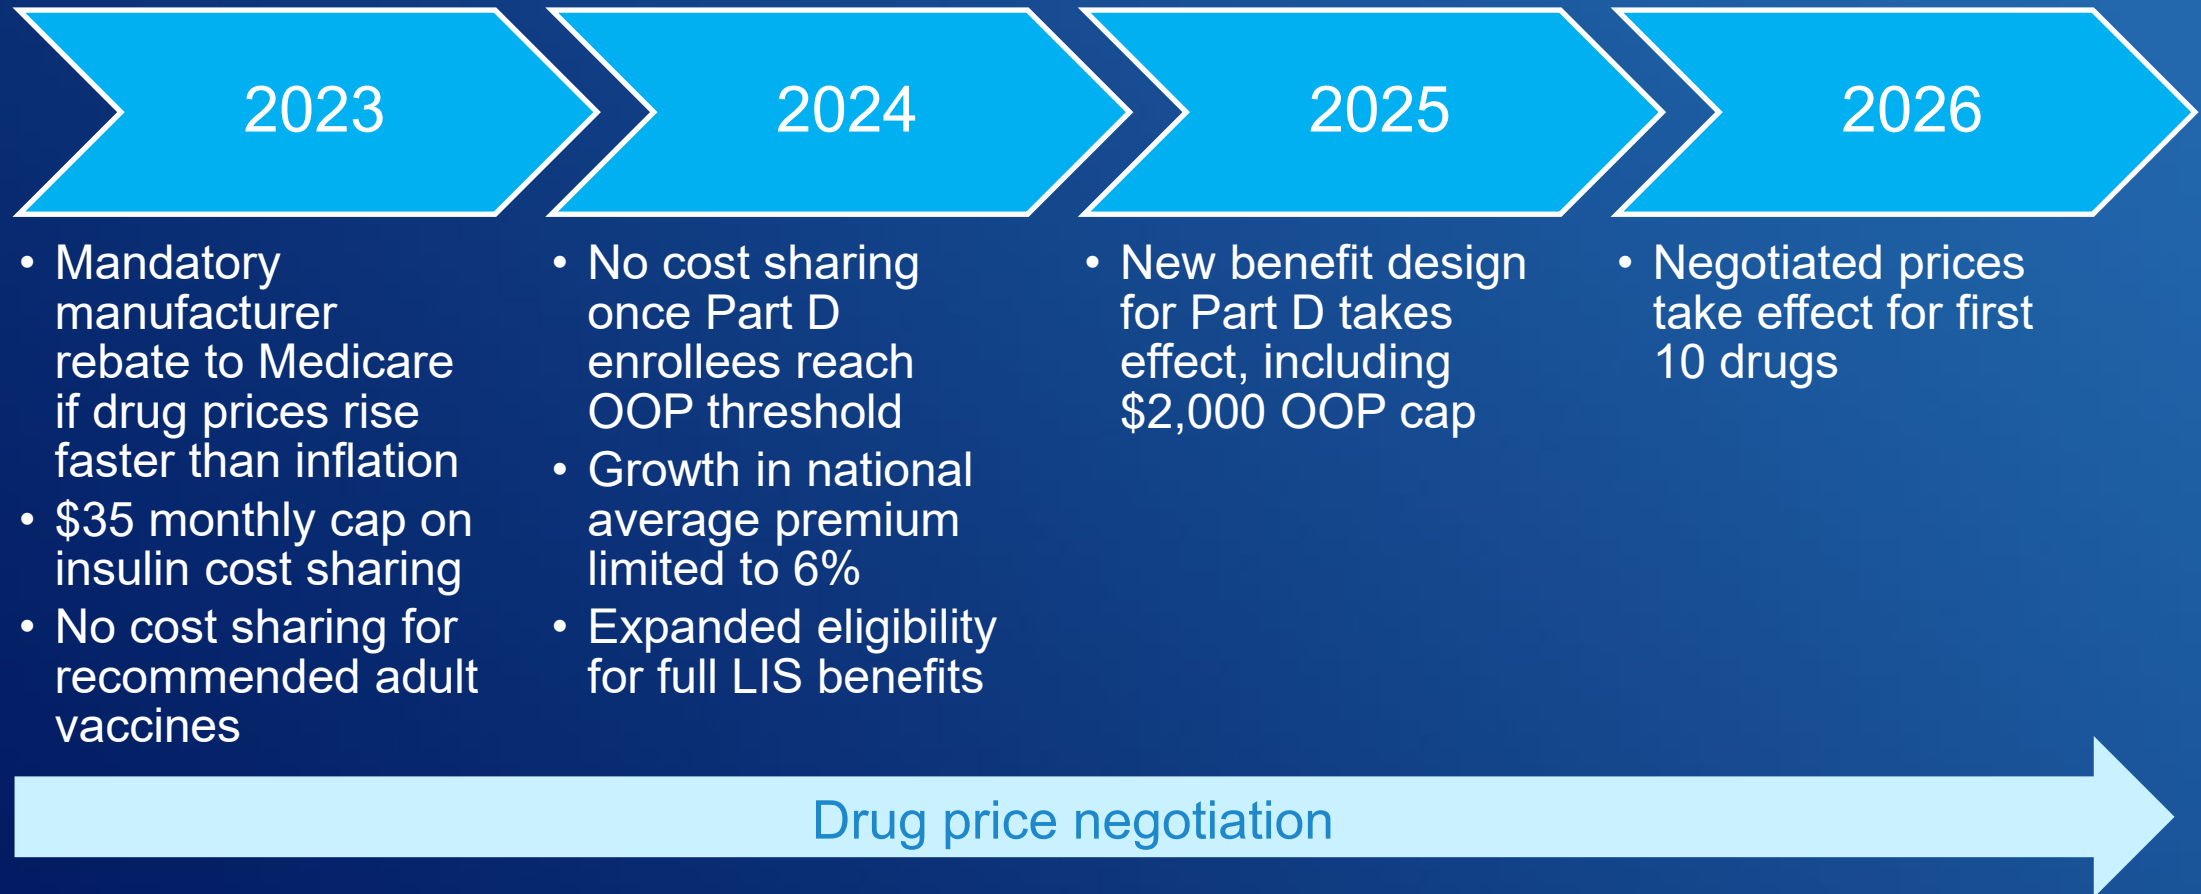 2023
• Mandatory
manufacturer
rebate to Medicare
if drug prices rise
faster than inflation
• $35 monthly cap on
insulin cost sharing
• No cost sharing for
recommended adult
vaccines
2024
• No cost sharing
once Part D
enrollees reach
OOP threshold
• Growth in national
average premium
limited to 6%
• Expanded eligibility
for full LIS benefits
2025
• New benefit design
for Part D takes
effect, including
$2,000 OOP cap
2026
• Negotiated prices
take effect for first
10 drugs
Drug price negotiation